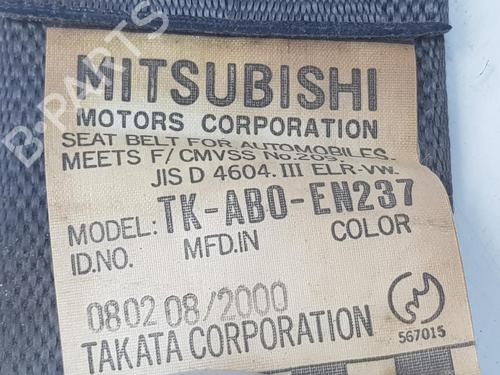 MITSUBISHI
MOTORS CORPORATION
SEAT BELT FOR AUTOMOBILES.
MEETS F/CMVSS No.209.
JIS D 4604. III ELR-VW.
MODEL: TK-AB0-EN237
ID.NO. MFD.IN COLOR
0802 08/2000
TAKATA CORPORATION
567015
B-PARTS